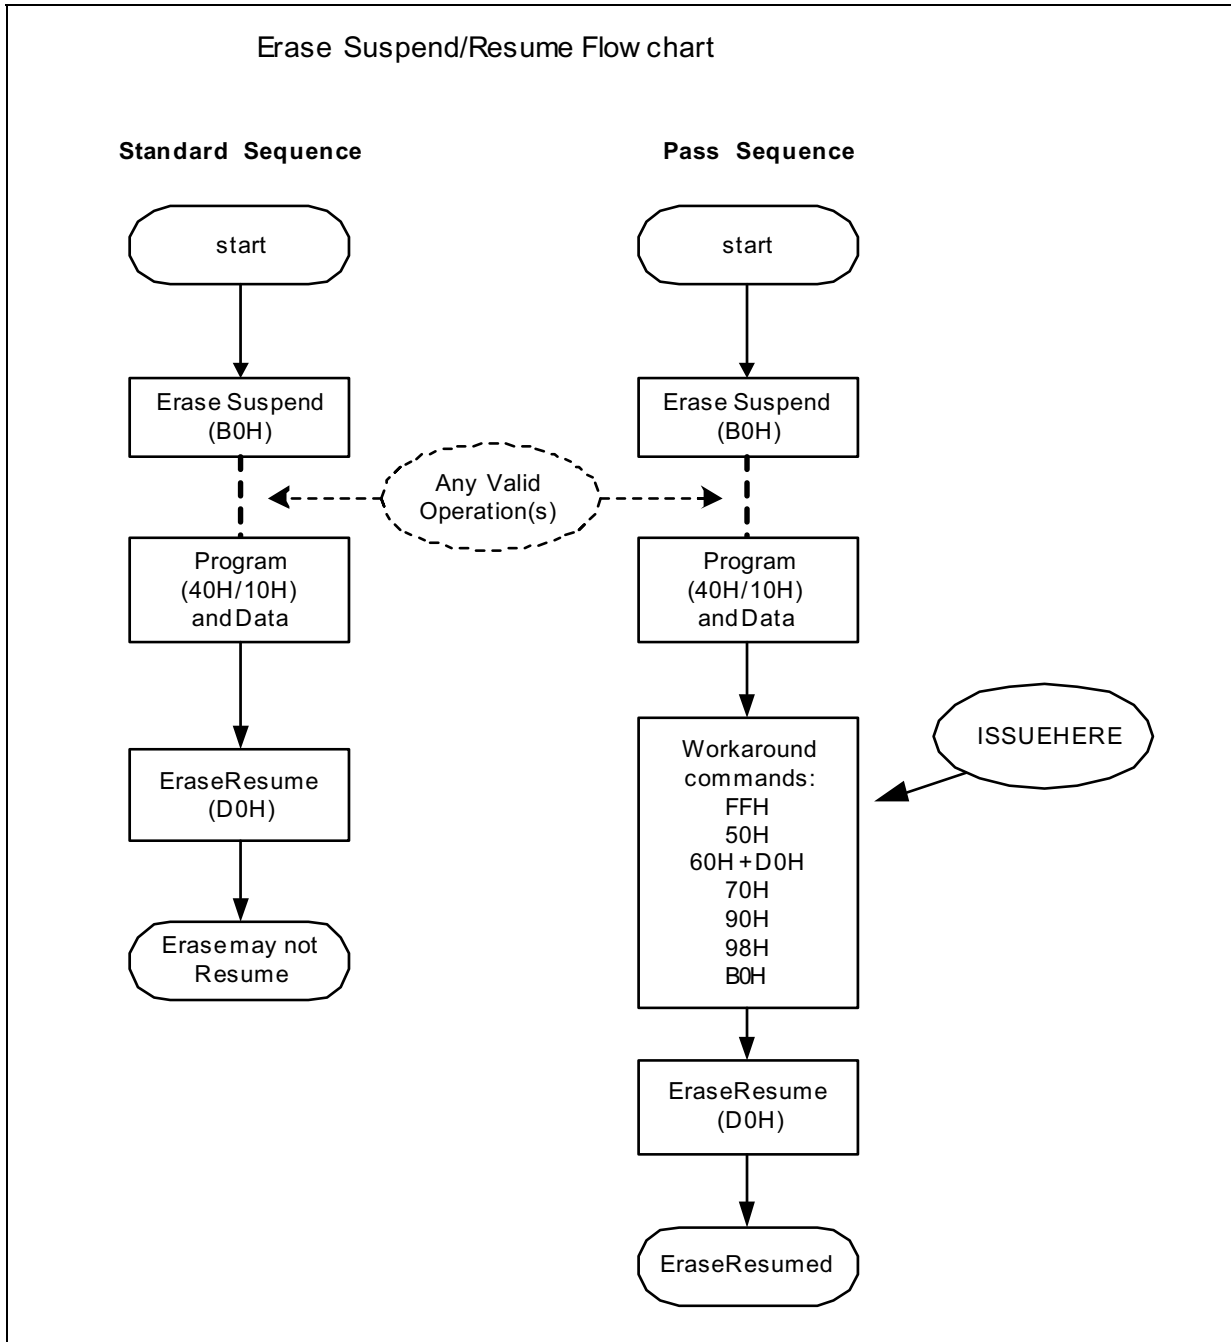 Erase Suspend/Resume Flow chart
Standard Sequence
start
Erase Suspend
(B0H)
Program
(40H/10H)
and Data
EraseResume
(D0H)
Erase may not
Resume
Any Valid
Operation(s)
Pass Sequence
start
Erase Suspend
(B0H)
Program
(40H/10H)
and Data
Workaround
commands:
FFH
50H
60H + D0H
70H
90H
98H
B0H
ISSUEHERE
EraseResume
(D0H)
EraseResumed